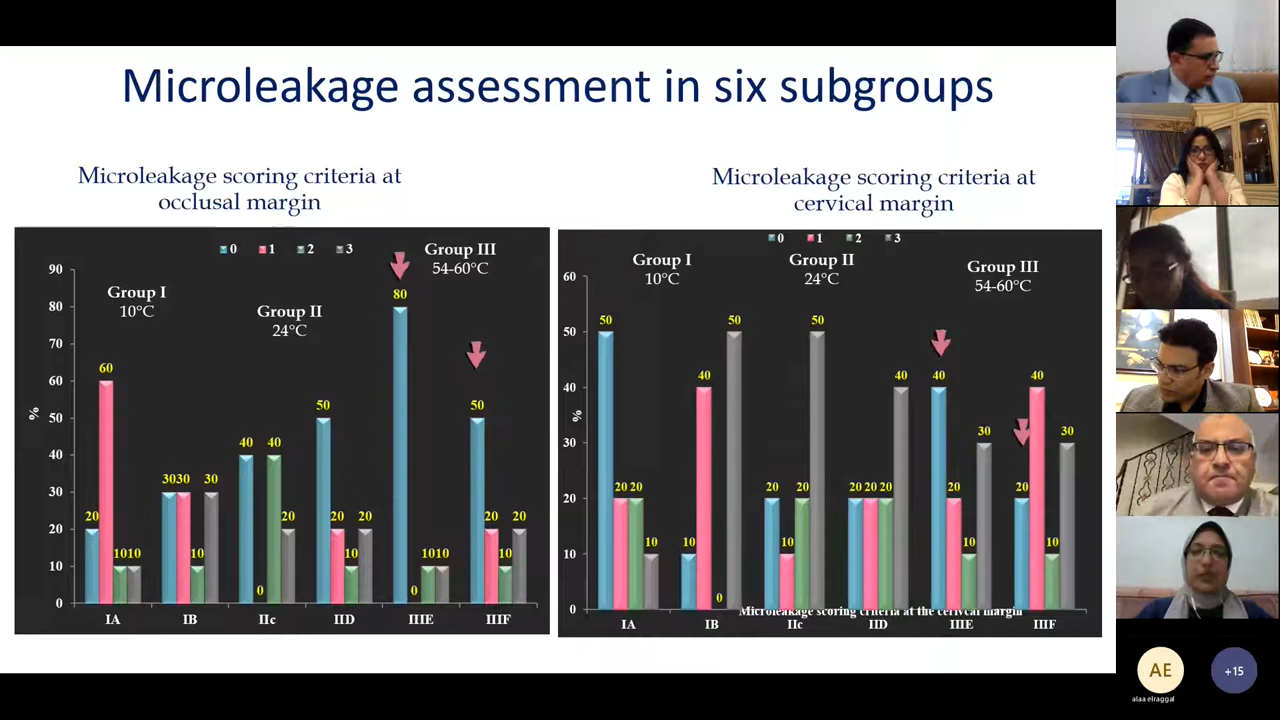 Microleakage assessment in six subgroups
Microleakage scoring criteria at
occlusal margin
0 1 2 3
Group III
54-60°C
Group I
10°C
Group II
24°C
90
80
70
60
50
40
30
20
10
0
%
20 60 10 10
30 30 10 30
40 0 40 20
50 20 10 20
80 0 10 10
50 20 10 20
IA IB IIc IID IIIE IIIF
Microleakage scoring criteria at
cervical margin
0 1 2 3
Group I
10°C
Group II
24°C
Group III
54-60°C
60
50
40
30
20
10
0
%
50 20 20 10
10 40 0 50
20 10 20 50
20 20 20 40
40 20 10 30
20 40 10 30
Microleakage scoring criteria at the cerivcal margin
IA IB IIc IID IIIE IIIF
AE
alaa elraggal
+15